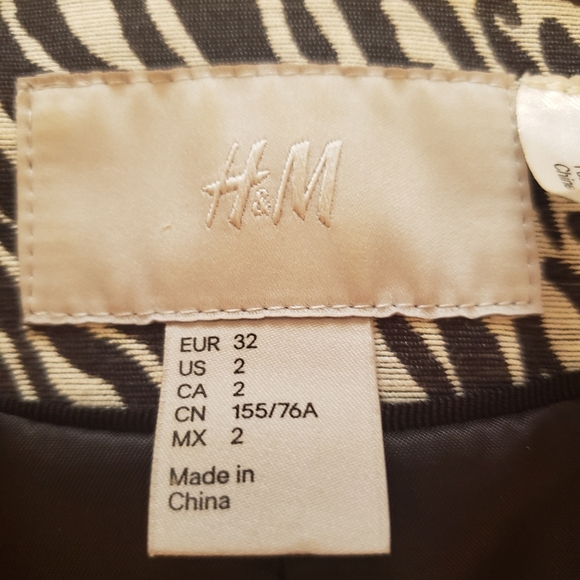 H&M
EUR 32
US 2
CA 2
CN 155/76A
MX 2
Made in
China